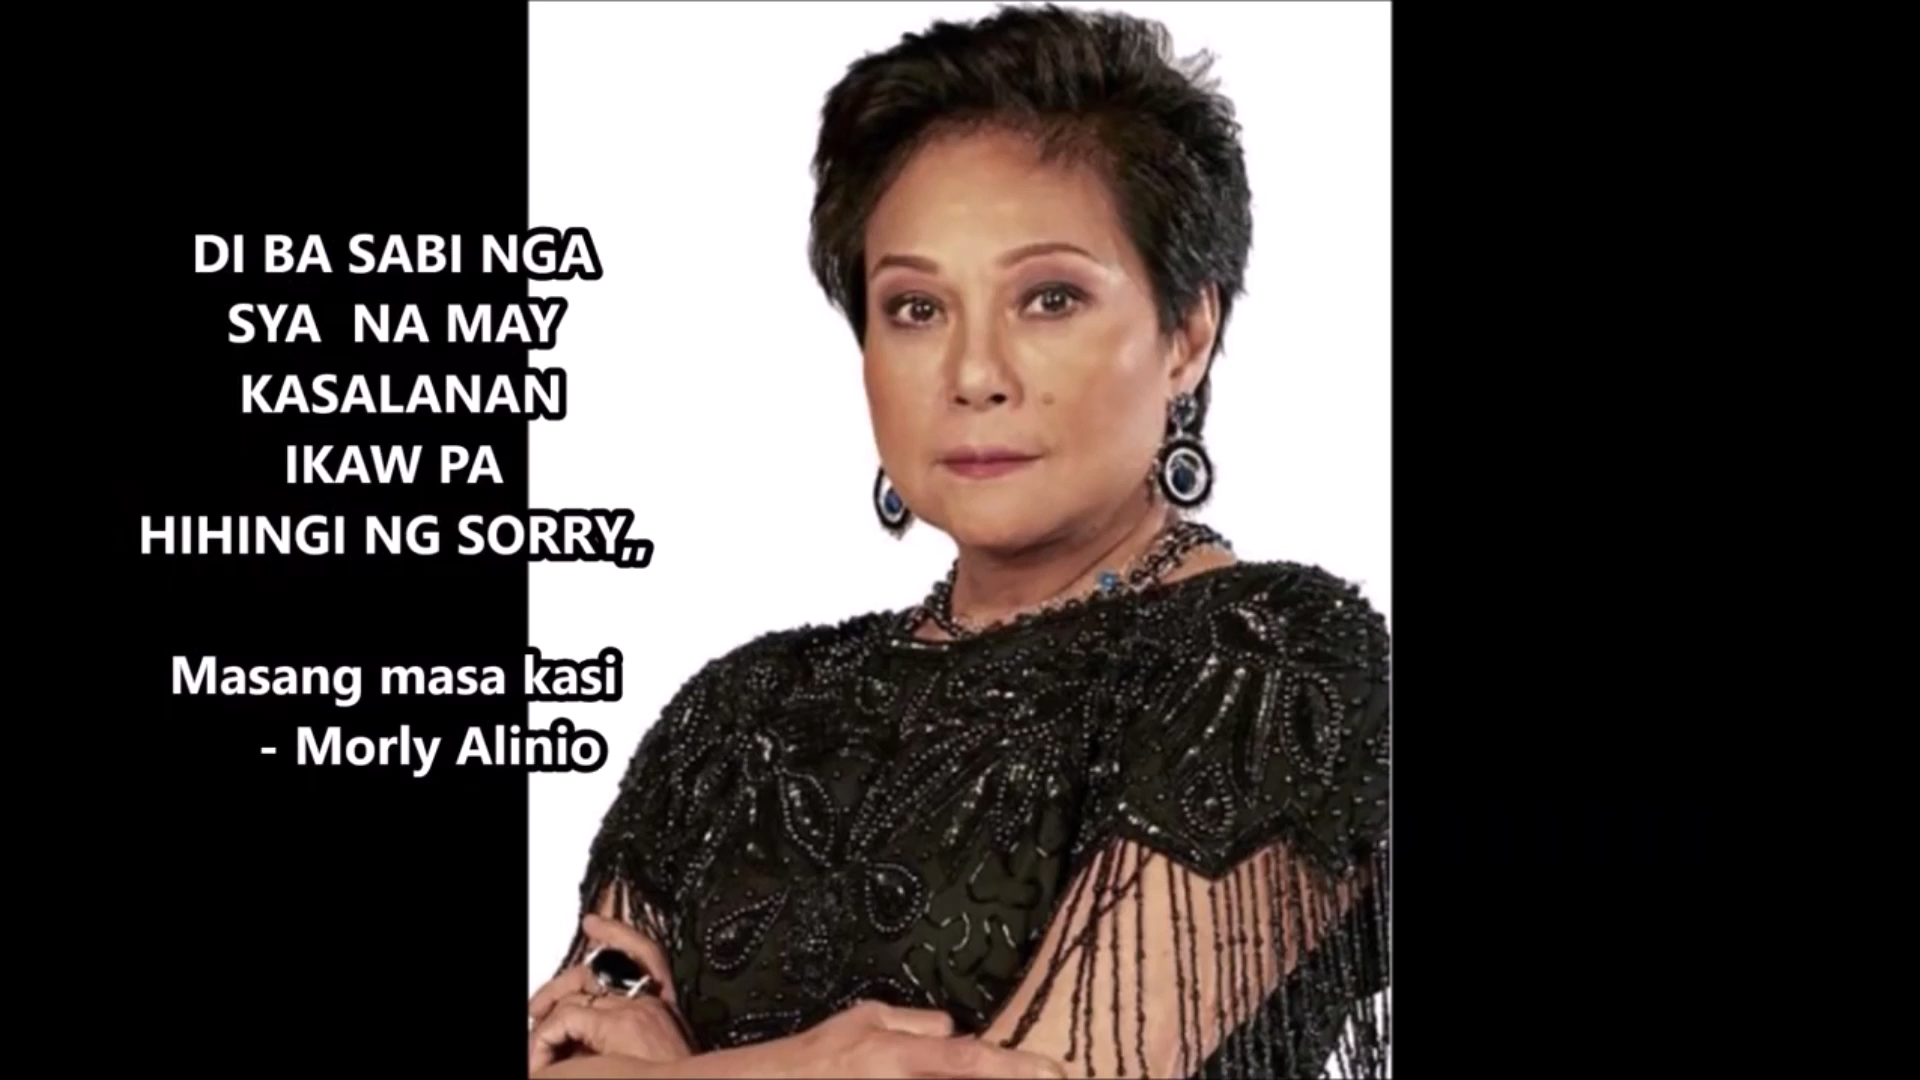 DI BA SABI NGA
SYA NA MAY
KASALANAN
IKAW PA
HIHINGI NG SORRY,,
Masang masa kasi
- Morly Alinio